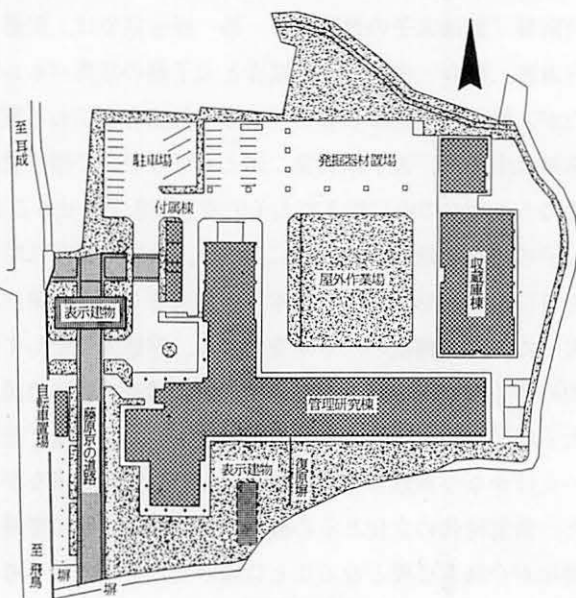 至耳成
駐車場
発掘器材置場
付属棟
屋外作業場
収蔵庫棟
表示建物
自転車置場
藤原京の道路
管理研究棟
表示建物
復原塀
至飛鳥
塀
塀